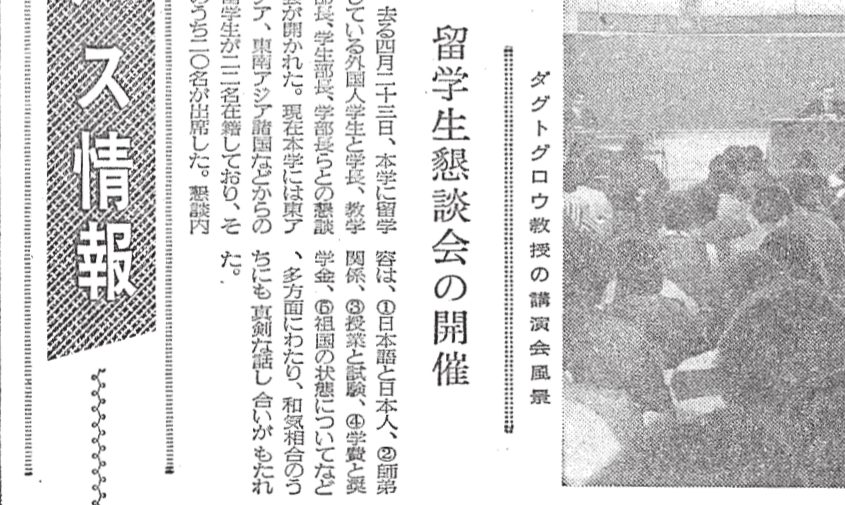 ダグトグロウ教授の講演会風景
留学生懇談会の開催
去る四月二十三日、本学に留学
している外国人学生と学長、教学
部長、学生部長、学部長らとの懇談
会が開かれた。現在本学には東ア
ジア、東南アジア諸国などからの
留学生が二二名在籍しており、そ
のうち二〇名が出席した。懇談内
容は、①日本語と日本人、②師弟
関係、③授業と試験、④学費と奨
学金、⑤祖国の状態についてなど
、多方面にわたり、和気相合のう
ちにも真剣な話し合いがもたれ
た。
ス情報